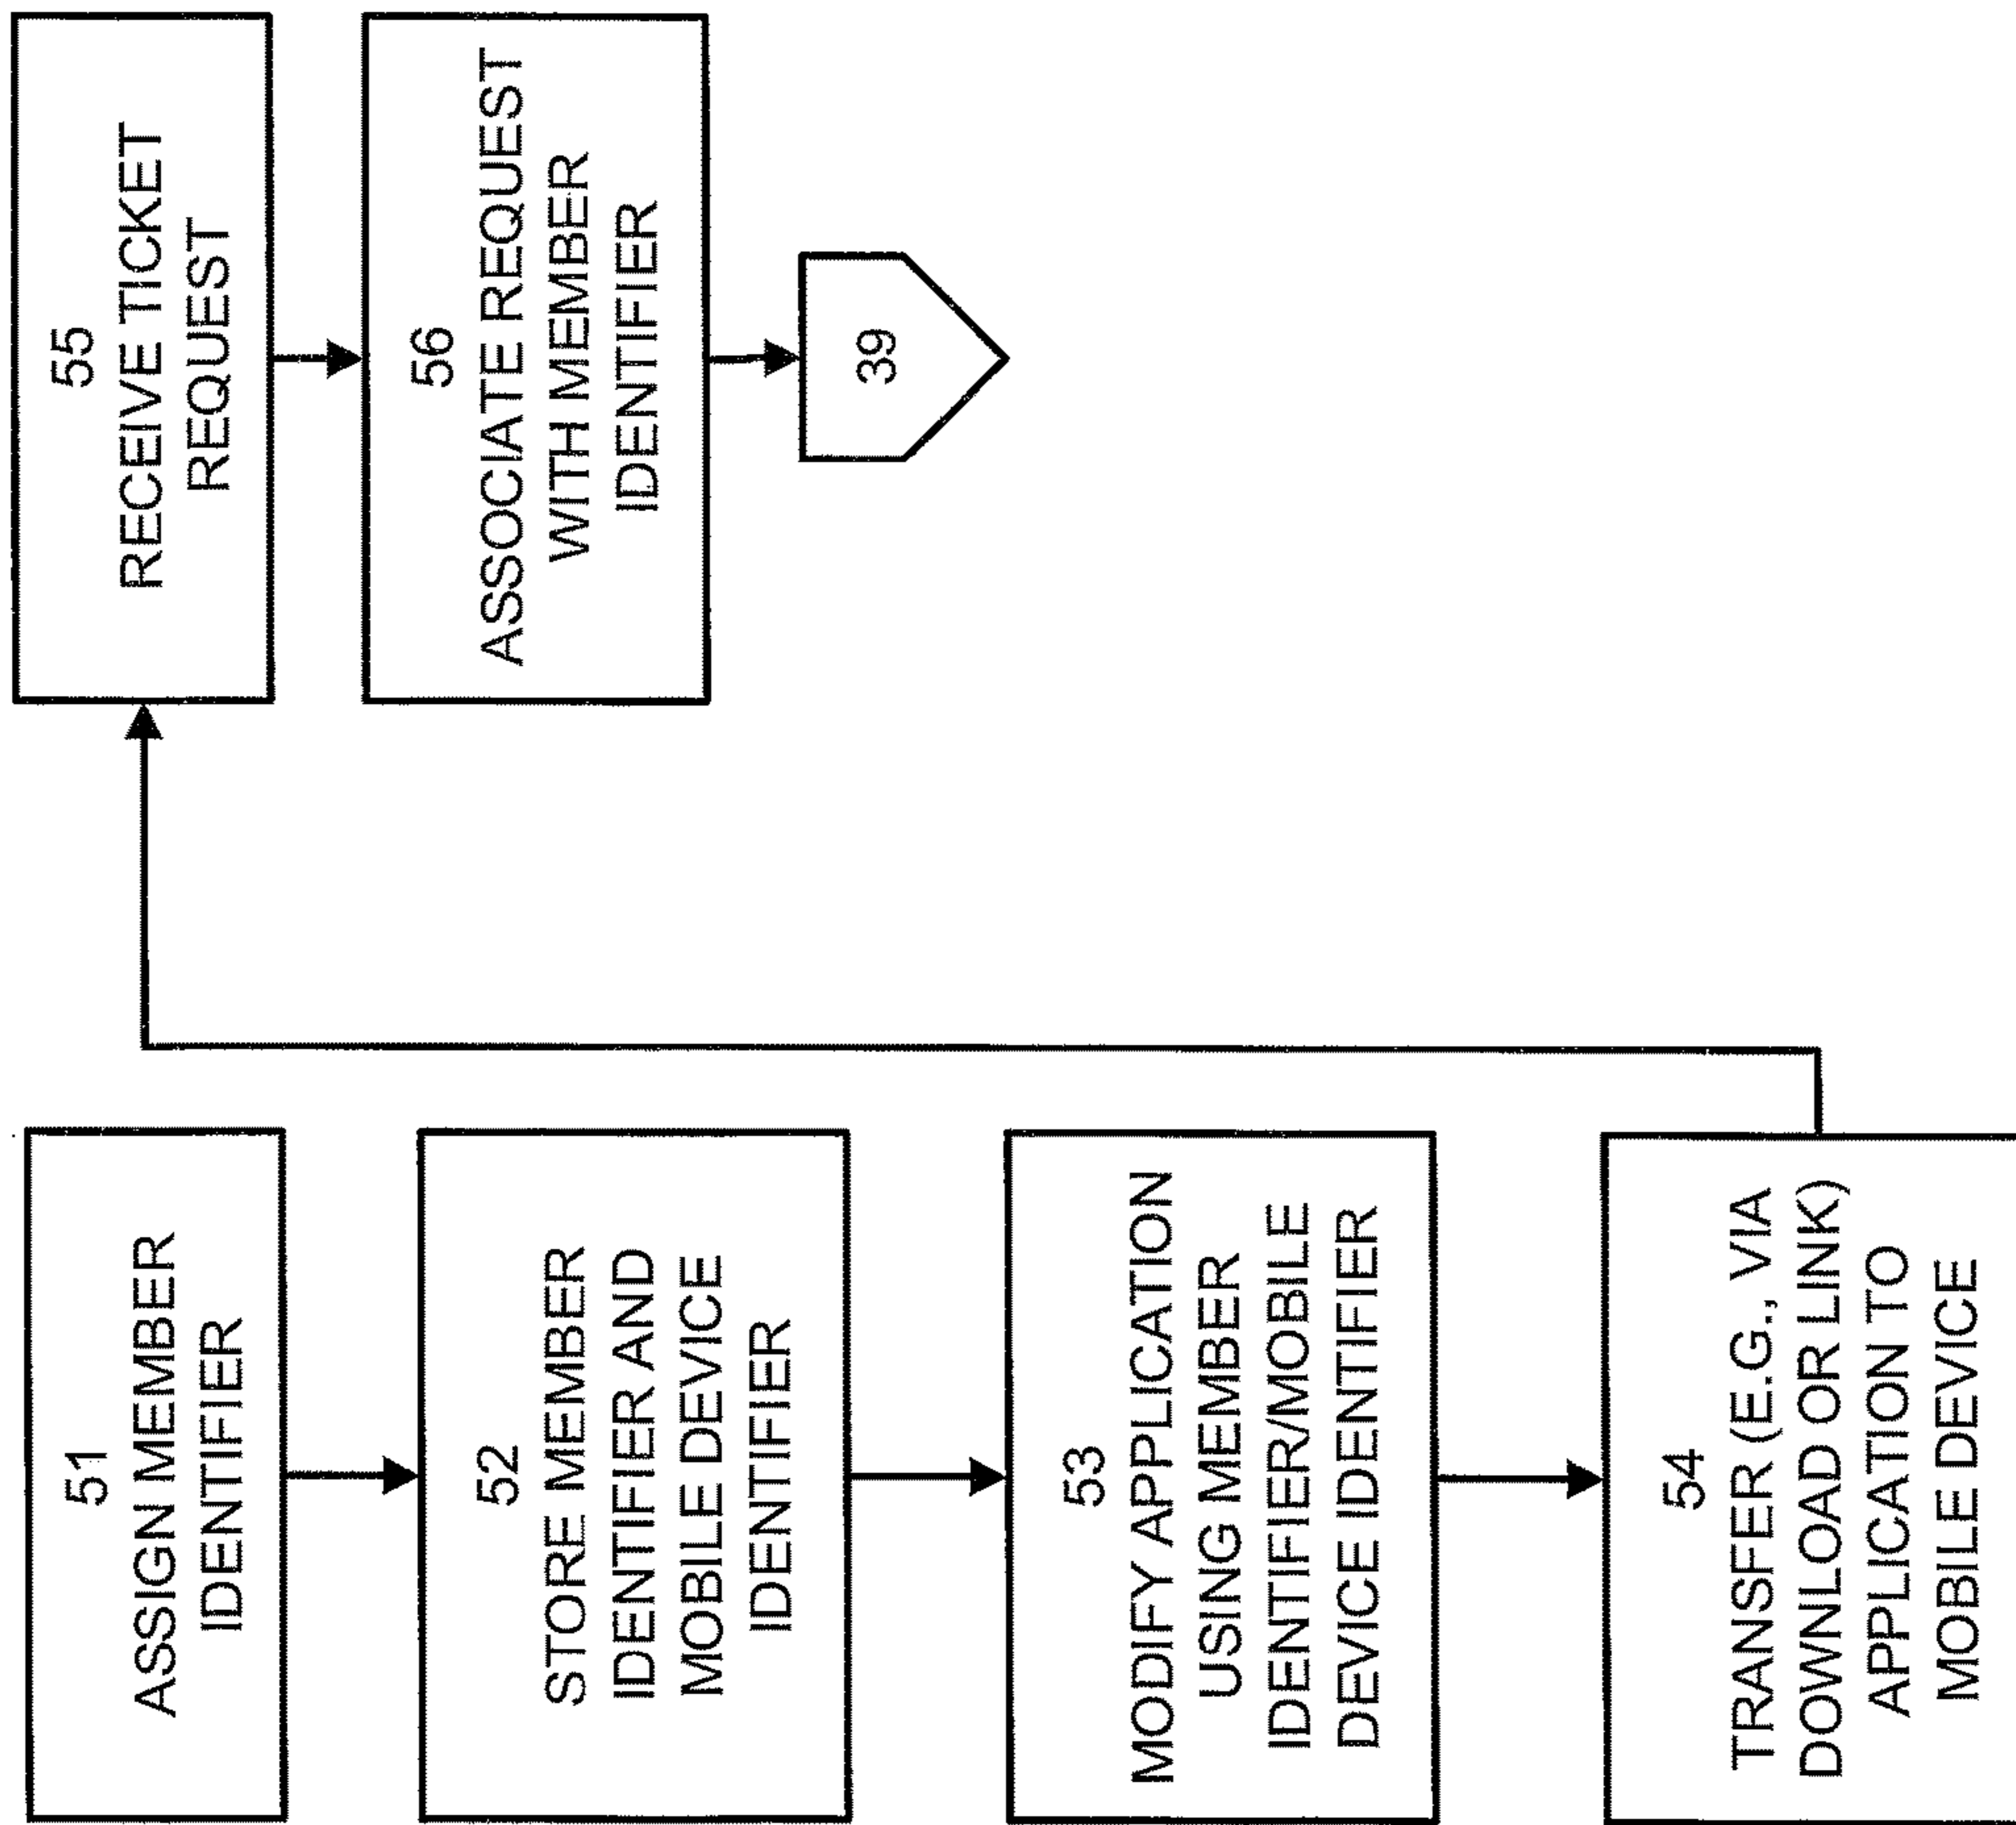 51
ASSIGN MEMBER
IDENTIFIER
52
STORE MEMBER
IDENTIFIER AND
MOBILE DEVICE
IDENTIFIER
53
MODIFY APPLICATION
USING MEMBER
IDENTIFIER/MOBILE
DEVICE IDENTIFIER
54
TRANSFER (E.G., VIA
DOWNLOAD OR LINK)
APPLICATION TO
MOBILE DEVICE
55
RECEIVE TICKET
REQUEST
56
ASSOCIATE REQUEST
WITH MEMBER
IDENTIFIER
39